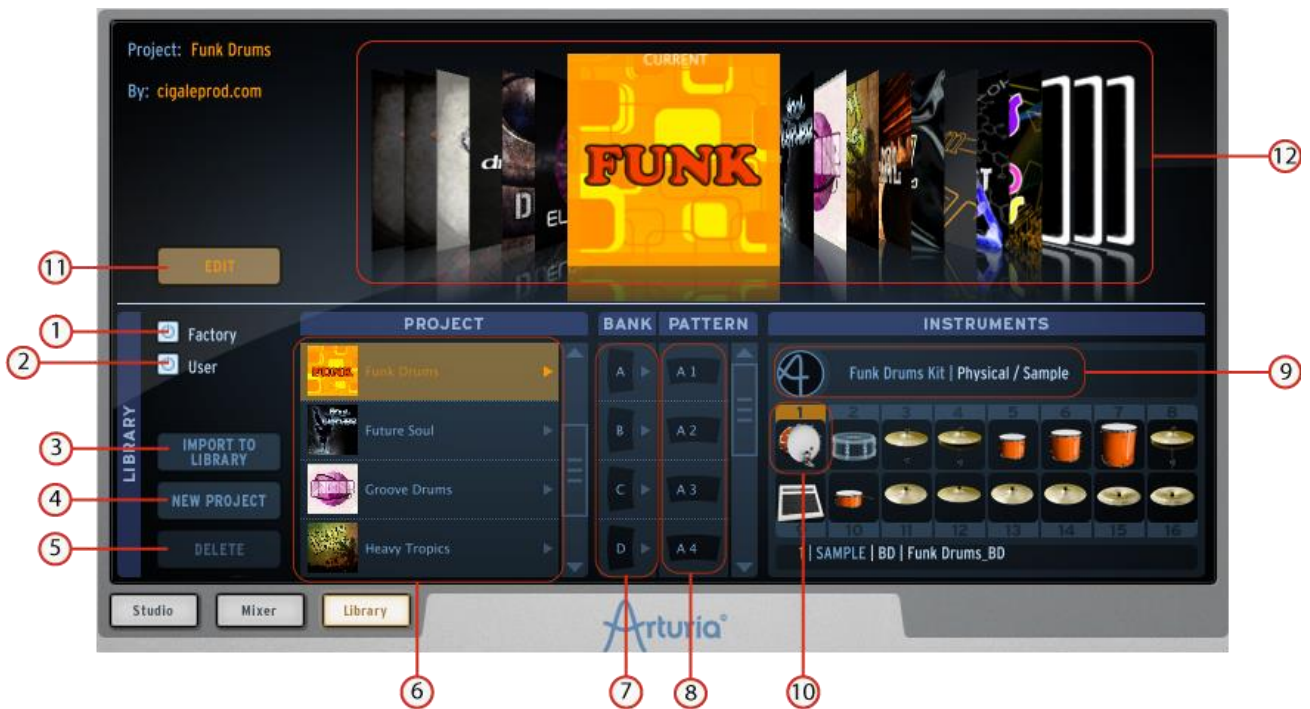 Project: Funk Drums
By: cigaleprod.com
CURRENT
FUNK
12
11
EDIT
1
Factory
2
User
LIBRARY
3
IMPORT TO
LIBRARY
4
NEW PROJECT
5
DELETE
PROJECT
FUNK
Funk Drums
Future Soul
Groove Drums
Heavy Tropics
BANK
A
B
C
D
PATTERN
A 1
A 2
A 3
A 4
INSTRUMENTS
Funk Drums Kit | Physical / Sample
9
1 2 3 4 5 6 7 8
9 10 11 12 13 14 15 16
1 | SAMPLE | BD | Funk Drums_BD
Studio
Mixer
Library
Arturia
6
7
8
10